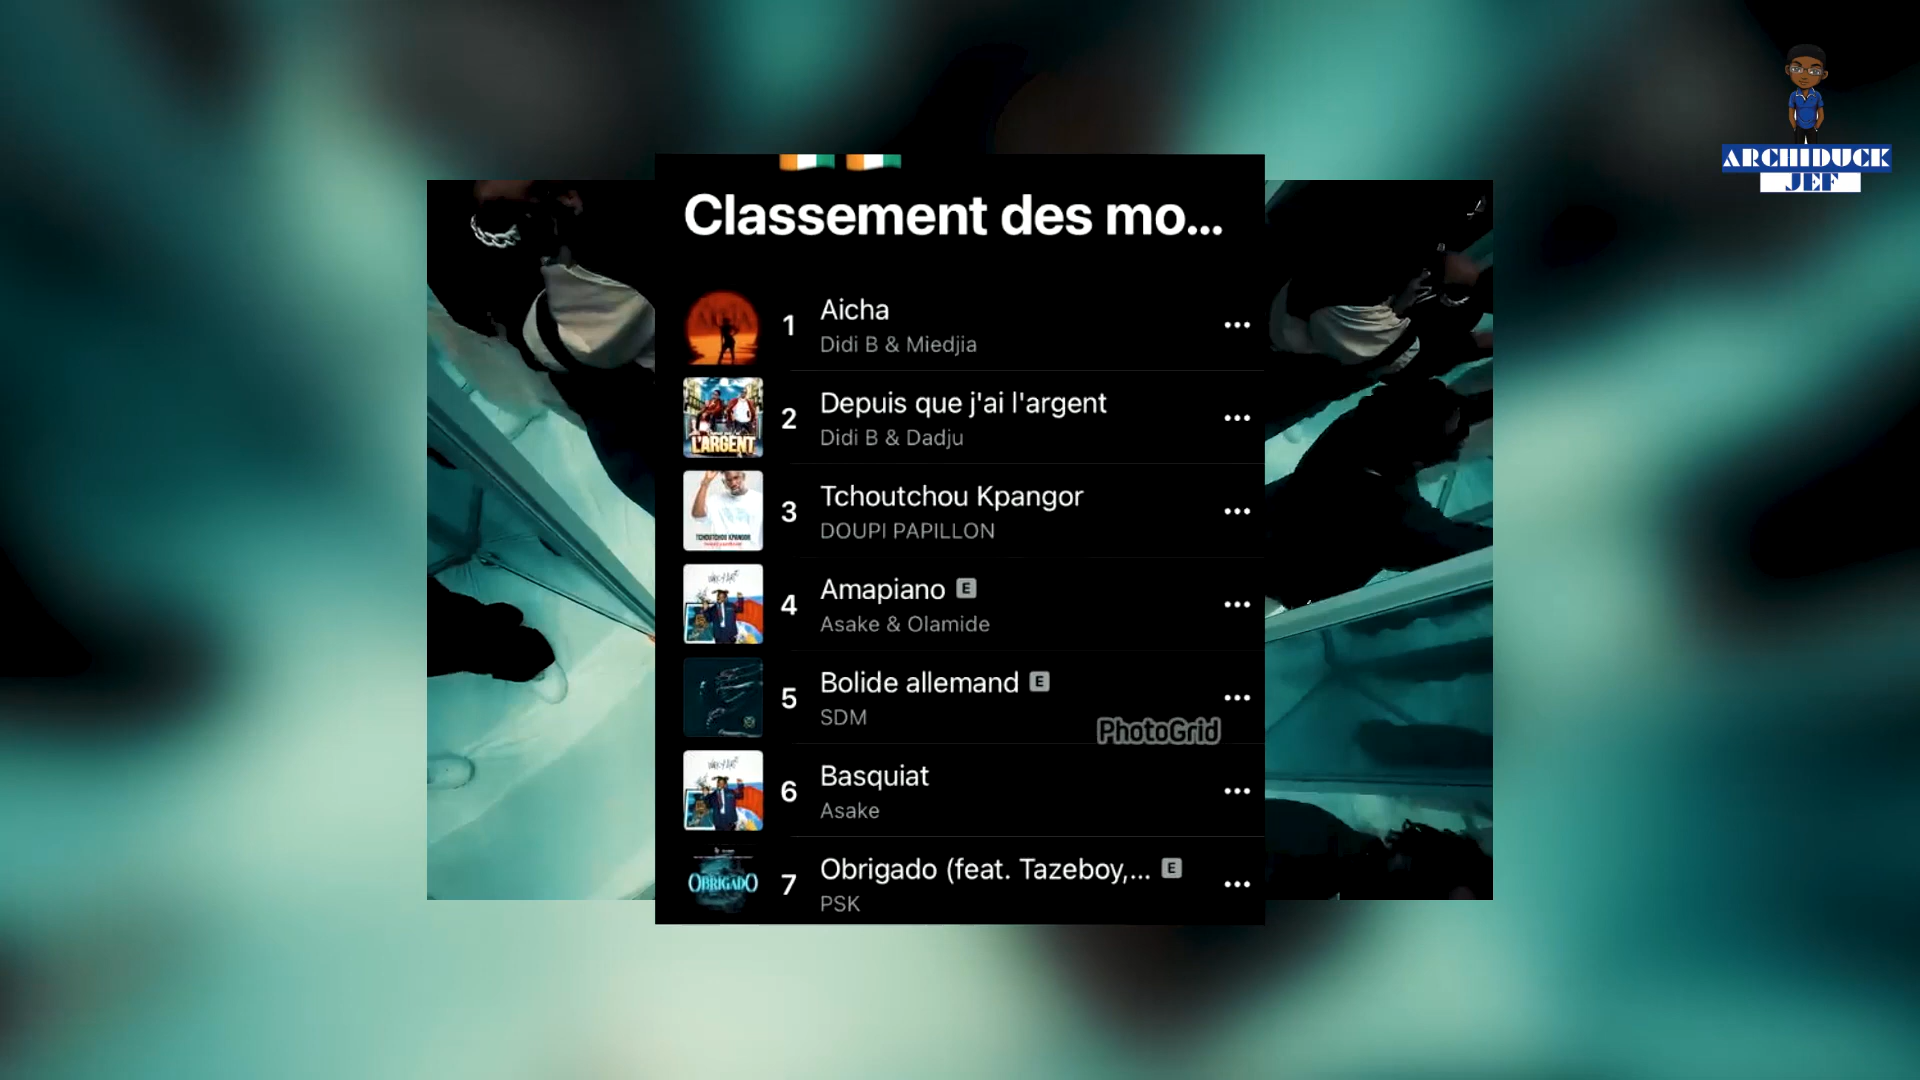 ARCHIDUCK
JEF
Classement des mo...
1
Aicha
Didi B & Miedjia
L'ARGENT
2
Depuis que j'ai l'argent
Didi B & Dadju
TCHOUTCHOU KPANGOR
3
Tchoutchou Kpangor
DOUPI PAPILLON
4
Amapiano E
Asake & Olamide
5
Bolide allemand E
SDM
PhotoGrid
6
Basquiat
Asake
OBRIGADO
7
Obrigado (feat. Tazeboy,... E
PSK